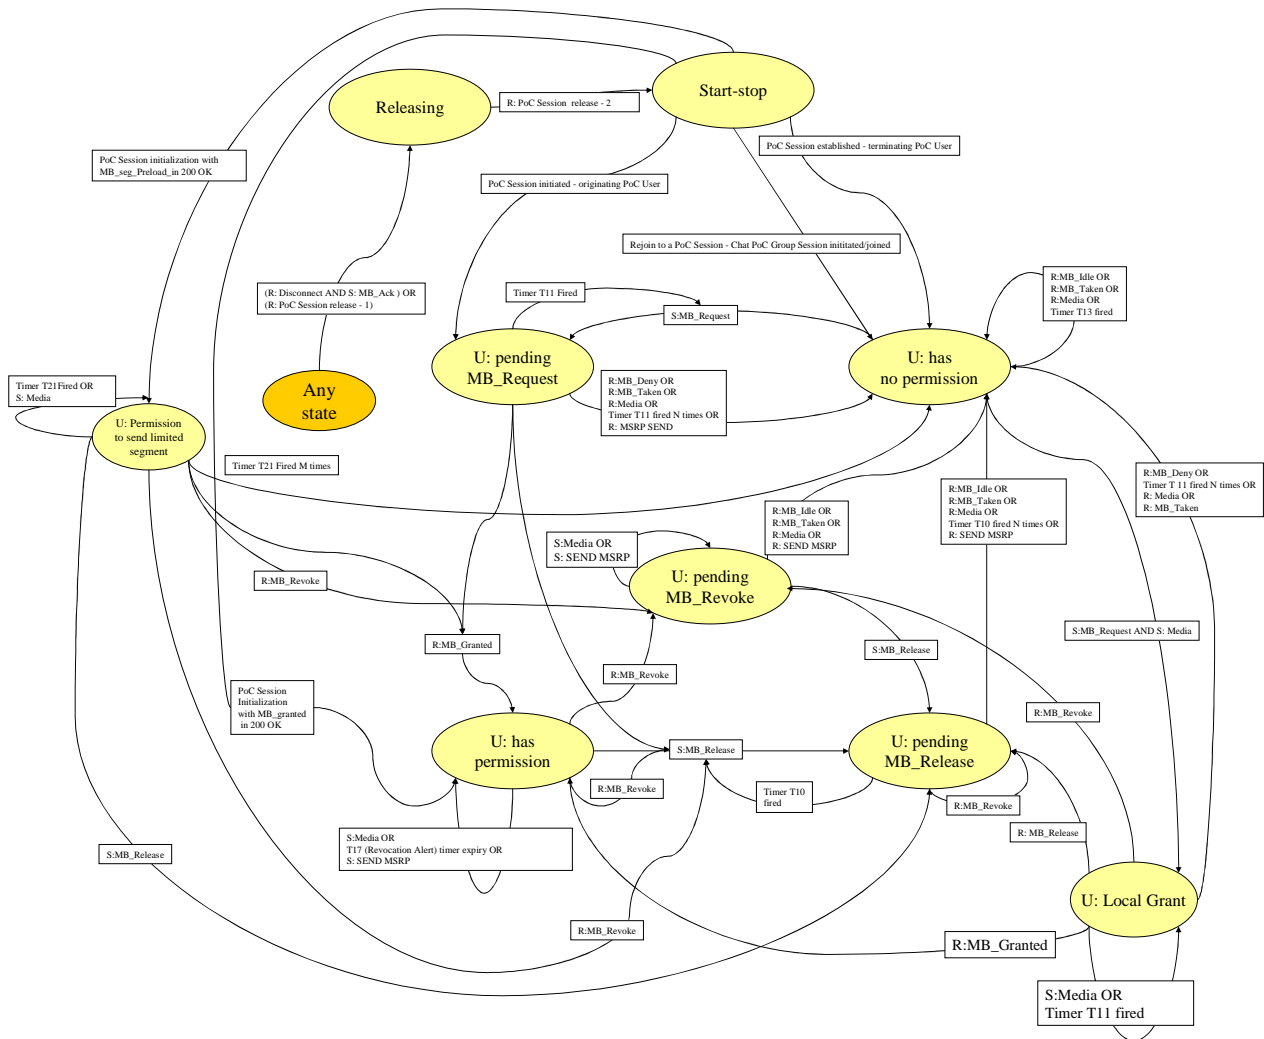 Releasing
R: PoC Session  release - 2
Start-stop
PoC Session initialization with
MB_seg_Preload_in 200 OK
PoC Session established - terminating PoC User
PoC Session initiated - originating PoC User
Rejoin to a PoC Session - Chat PoC Group Session inititated/joined
(R: Disconnect AND S: MB_Ack ) OR
(R: PoC Session release - 1)
Timer T11 Fired
S:MB_Request
R:MB_Idle OR
R:MB_Taken OR
R:Media OR
Timer T13 fired
U: pending
MB_Request
U: has
no permission
Any
state
Timer T21Fired OR
S: Media
R:MB_Deny OR
R:MB_Taken OR
R:Media OR
Timer T11 fired N times OR
R: MSRP SEND
U: Permission
to send limited
segment
Timer T21 Fired M times
R:MB_Deny OR
Timer T 11 fired N times OR
R: Media OR
R: MB_Taken
R:MB_Idle OR
R:MB_Taken OR
R:Media OR
Timer T10 fired N times OR
R: SEND MSRP
R:MB_Idle OR
R:MB_Taken OR
R:Media OR
R: SEND MSRP
S:Media OR
S: SEND MSRP
U: pending
MB_Revoke
R:MB_Revoke
R:MB_Granted
S:MB_Release
S:MB_Request AND S: Media
R:MB_Revoke
PoC Session
Initialization
with MB_granted
in 200 OK
R:MB_Revoke
U: has
permission
S:MB_Release
U: pending
MB_Release
R:MB_Revoke
Timer T10
fired
R:MB_Revoke
R: MB_Release
S:Media OR
T17 (Revocation Alert) timer expiry OR
S: SEND MSRP
S:MB_Release
U: Local Grant
R:MB_Revoke
R:MB_Granted
S:Media OR
Timer T11 fired